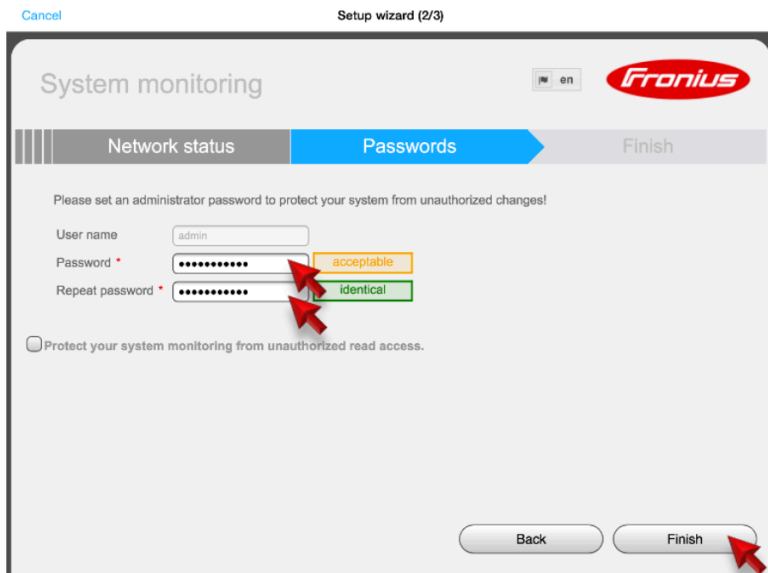 Cancel
Setup wizard (2/3)
System monitoring
en
Fronius
Network status
Passwords
Finish
Please set an administrator password to protect your system from unauthorized changes!
User name
admin
Password *
•••••••••••
acceptable
Repeat password *
•••••••••••
identical
Protect your system monitoring from unauthorized read access.
Back
Finish